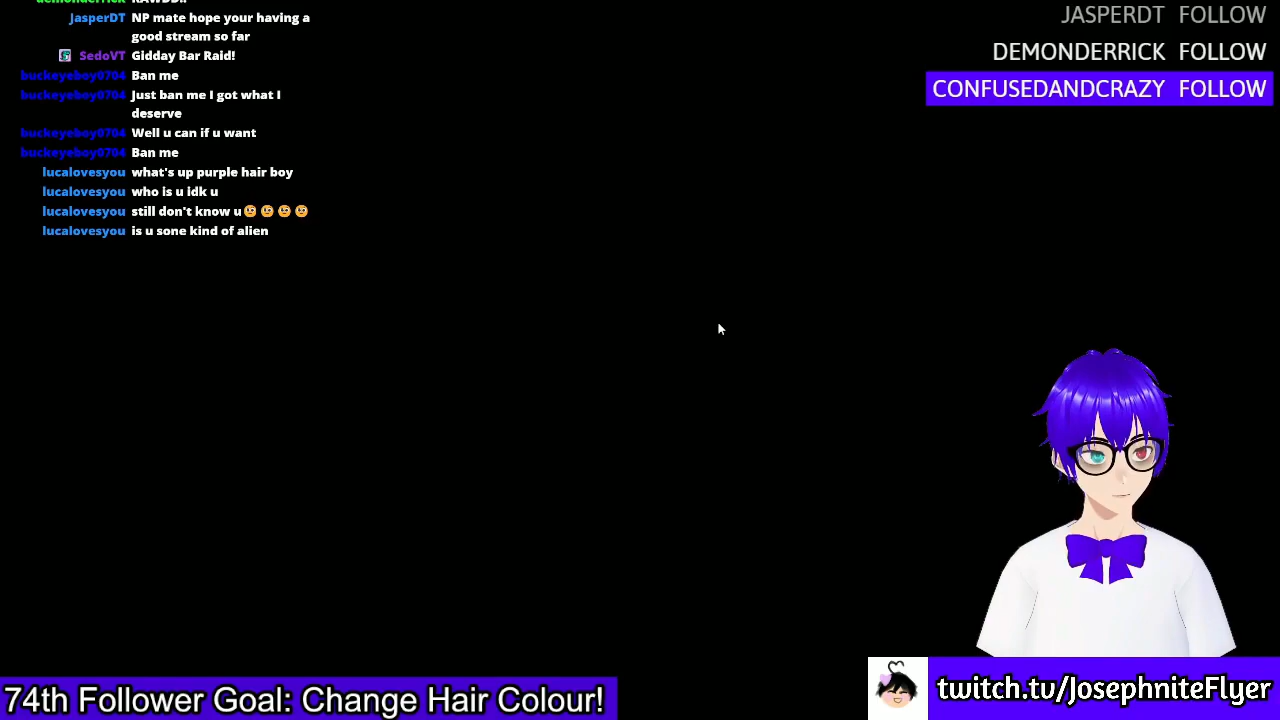 demonderrick RAWDD!!
JasperDT NP mate hope your having a
good stream so far
SedoVT Gidday Bar Raid!
buckeyeboy0704 Ban me
buckeyeboy0704 Just ban me I got what I
deserve
buckeyeboy0704 Well u can if u want
buckeyeboy0704 Ban me
lucalovesyou what's up purple hair boy
lucalovesyou who is u idk u
lucalovesyou still don't know u🤨 🤨 🤨 🤨
lucalovesyou is u sone kind of alien
JASPERDT FOLLOW
DEMONDERRICK FOLLOW
CONFUSEDANDCRAZY FOLLOW
74th Follower Goal: Change Hair Colour!
twitch.tv/JosephniteFlyer